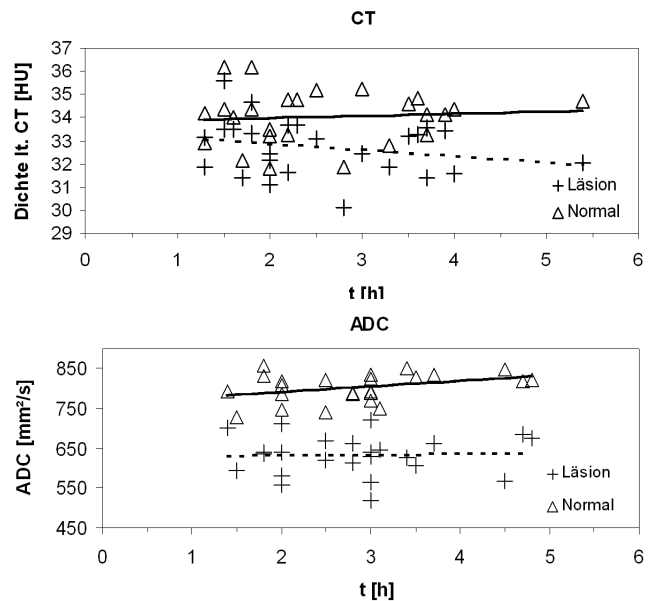 CT
Dichte lt. CT [HU]
37
36
35
34
33
32
31
30
29
Läsion
Normal
0 1 2 3 4 5 6
t [h]
ADC
ADC [mm²/s]
850
750
650
550
450
Läsion
Normal
0 1 2 3 4 5 6
t [h]